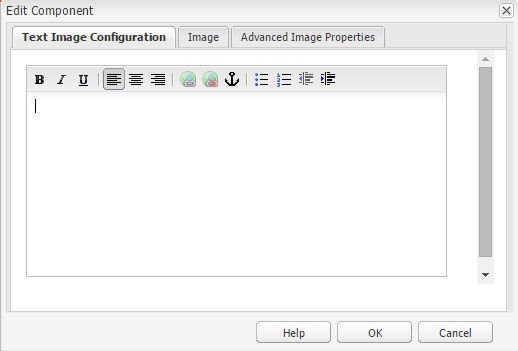 Edit Component
Text Image Configuration Image Advanced Image Properties
B I U
Help OK Cancel